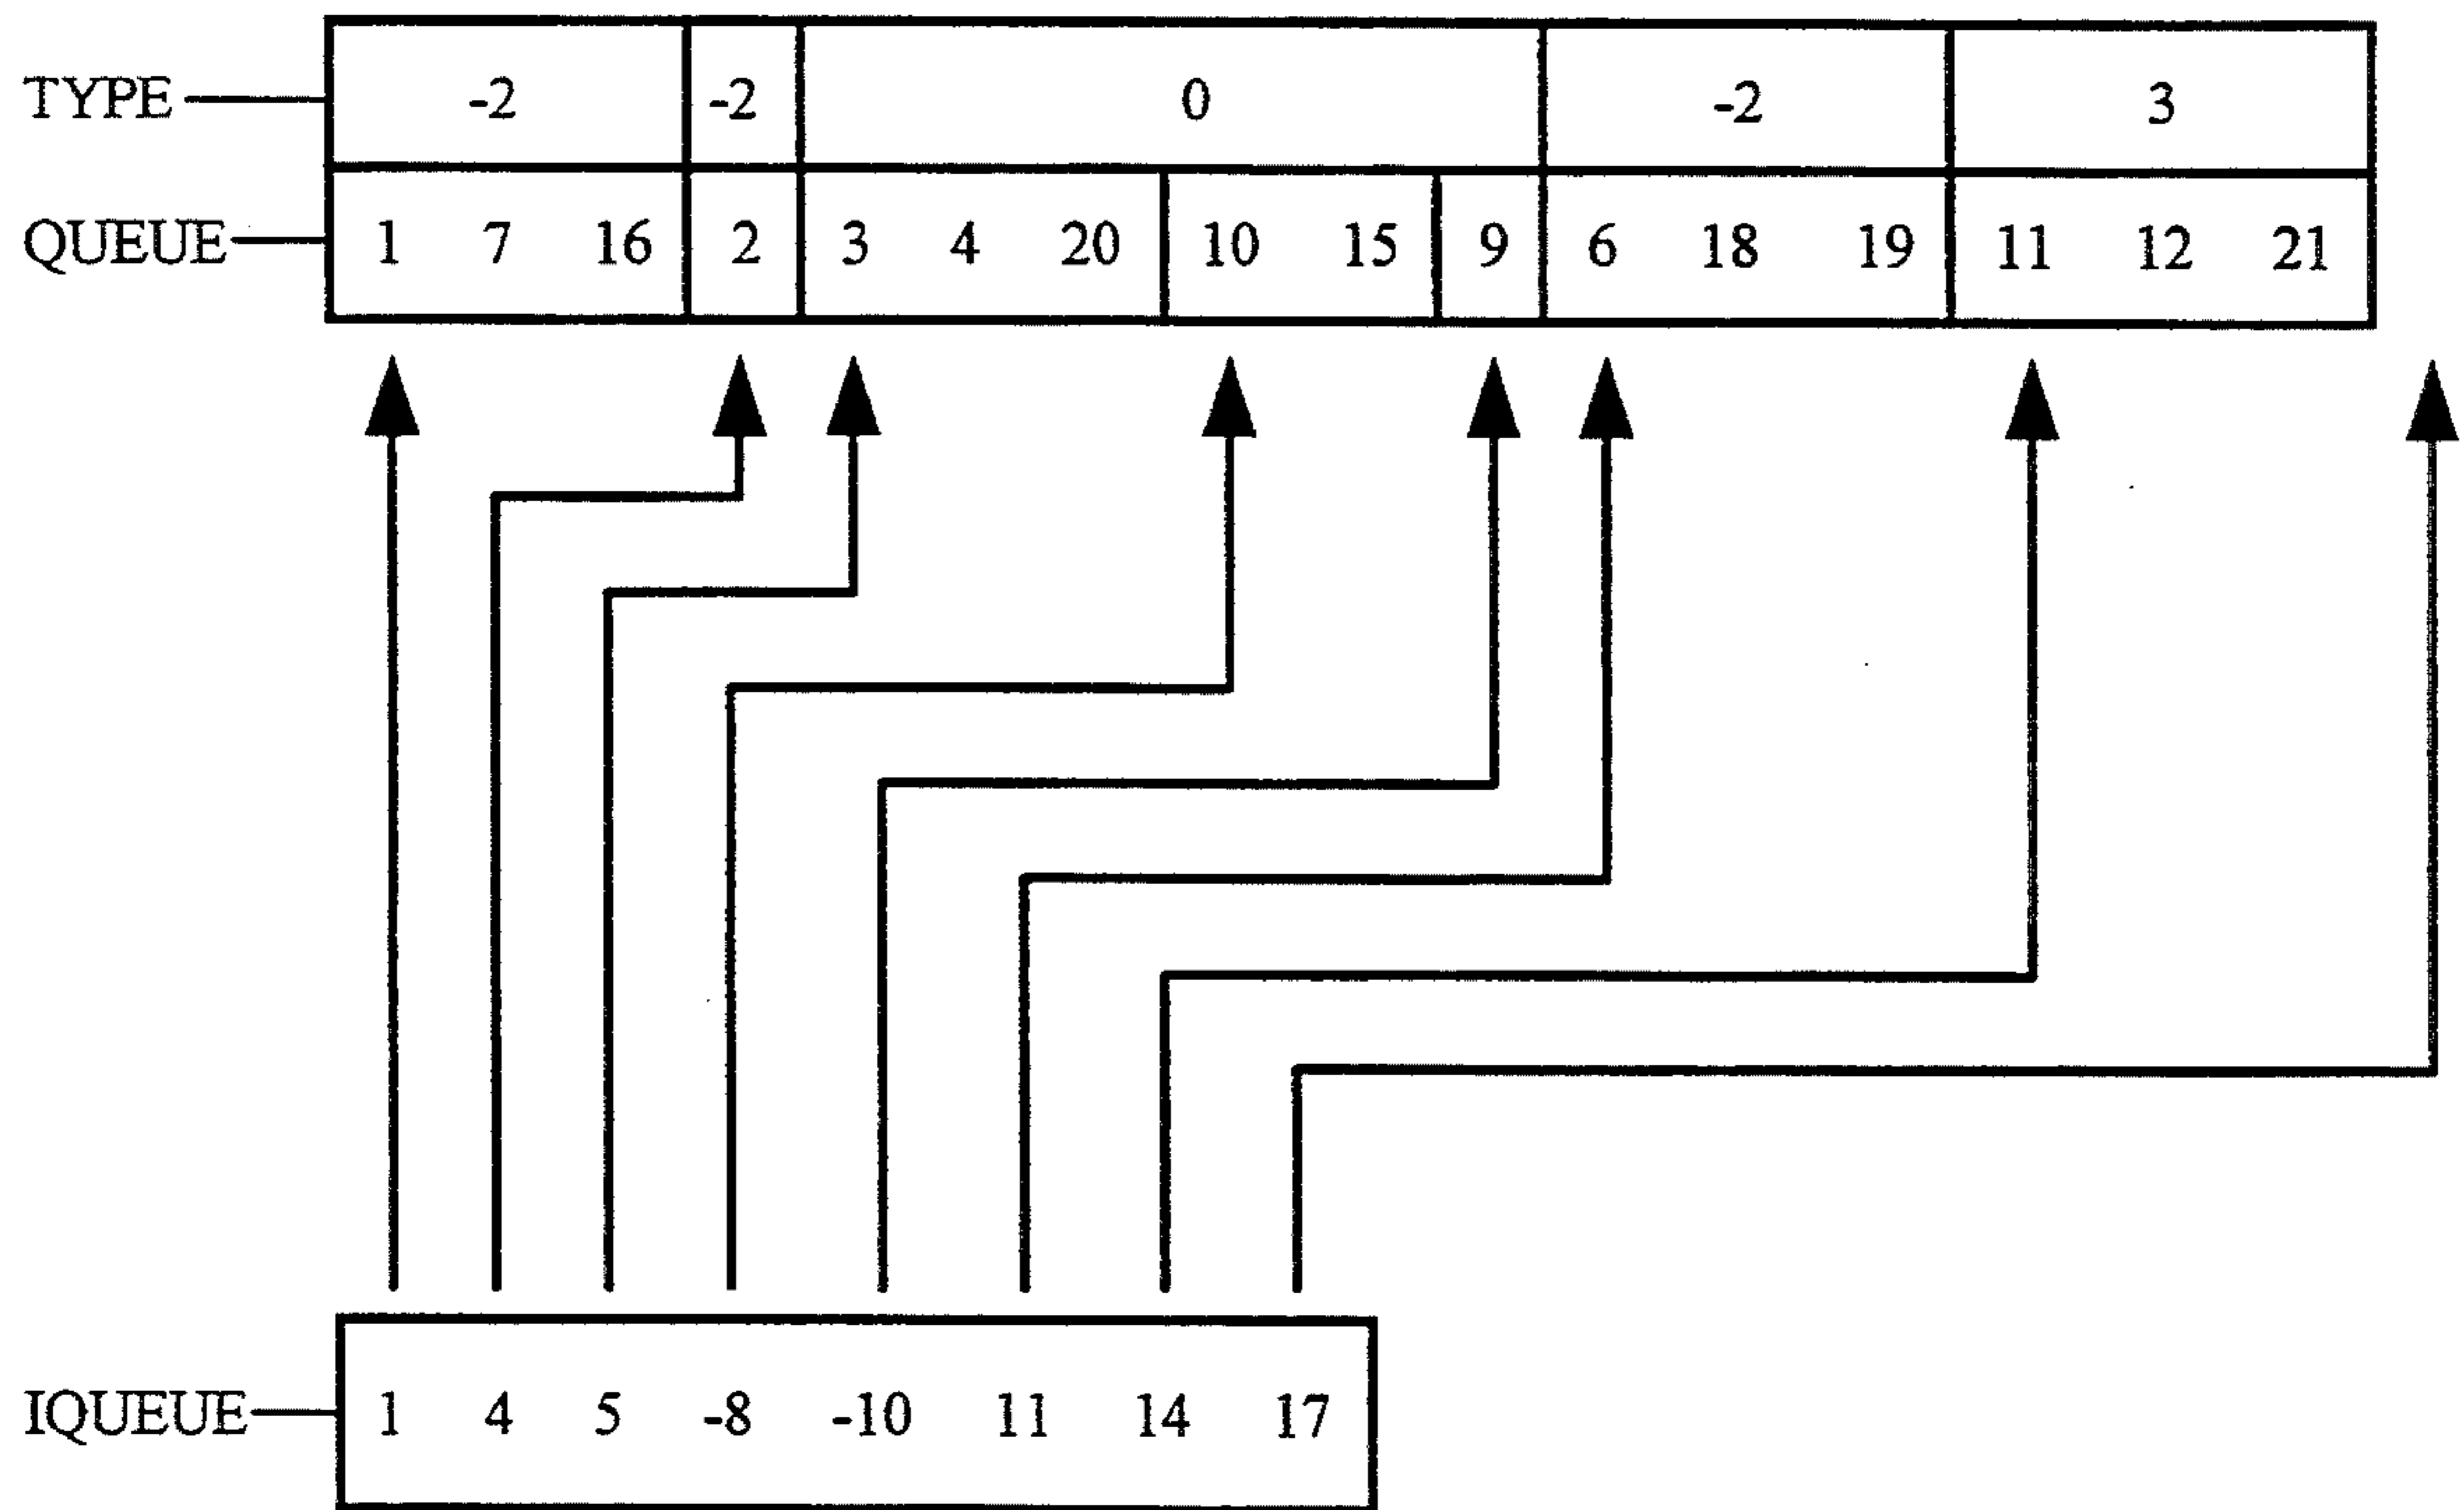 TYPE -2 -2 0 -2 3
QUEUE 1 7 16 2 3 4 20 10 15 9 6 18 19 11 12 21
IQUEUE 1 4 5 -8 -10 11 14 17